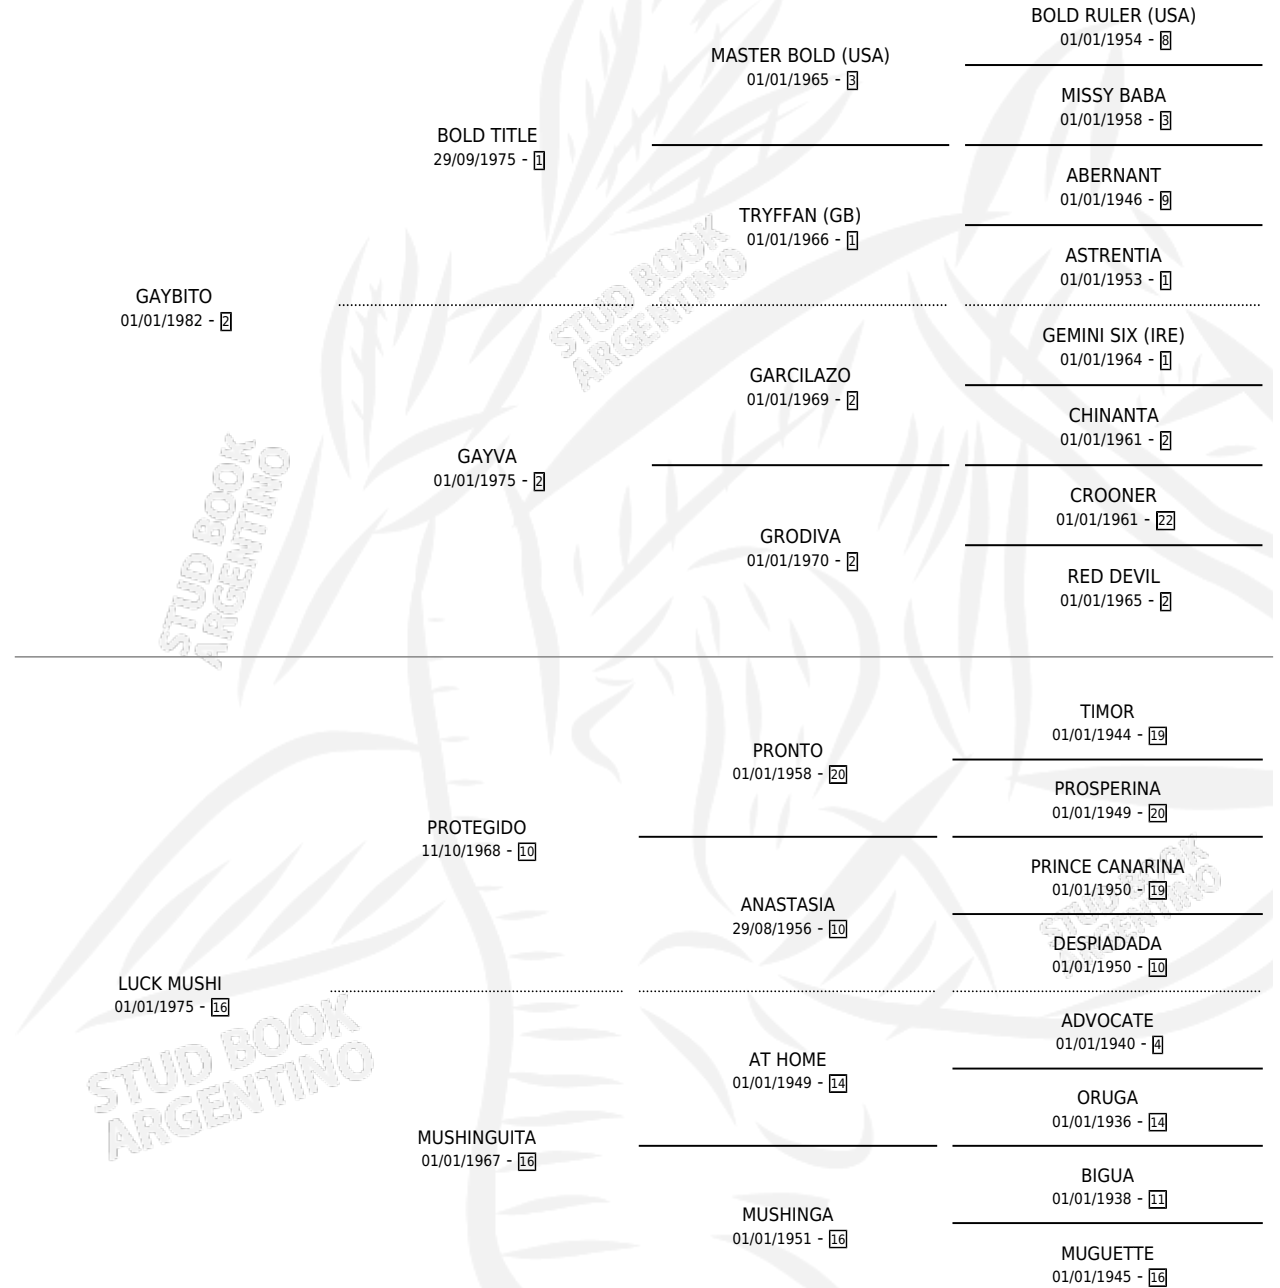 BOLD RULER (USA)
01/01/1954 - 8
MASTER BOLD (USA)
01/01/1965 - 3
MISSY BABA
01/01/1958 - 3
BOLD TITLE
29/09/1975 - 1
ABERNANT
01/01/1946 - 9
TRYFFAN (GB)
01/01/1966 - 1
ASTRENTIA
01/01/1953 - 1
GAYBITO
01/01/1982 - 2
STUD BOOK
ARGENTINO
GEMINI SIX (IRE)
01/01/1964 - 1
GARCILAZO
01/01/1969 - 2
CHINANTA
01/01/1961 - 2
GAYVA
01/01/1975 - 2
STUD BOOK
ARGENTINO
CROONER
01/01/1961 - 22
GRODIVA
01/01/1970 - 2
RED DEVIL
01/01/1965 - 2
TIMOR
01/01/1944 - 19
PRONTO
01/01/1958 - 20
PROSPERINA
01/01/1949 - 20
PROTEGIDO
11/10/1968 - 10
PRINCE CANARINA
01/01/1950 - 19
STUD BOOK
ARGENTINO
ANASTASIA
29/08/1956 - 10
DESPIADADA
01/01/1950 - 10
LUCK MUSHI
01/01/1975 - 16
STUD BOOK
ARGENTINO
ADVOCATE
01/01/1940 - 4
AT HOME
01/01/1949 - 14
ORUGA
01/01/1936 - 14
MUSHINGUITA
01/01/1967 - 16
BIGUA
01/01/1938 - 11
MUSHINGA
01/01/1951 - 16
MUGUETTE
01/01/1945 - 16